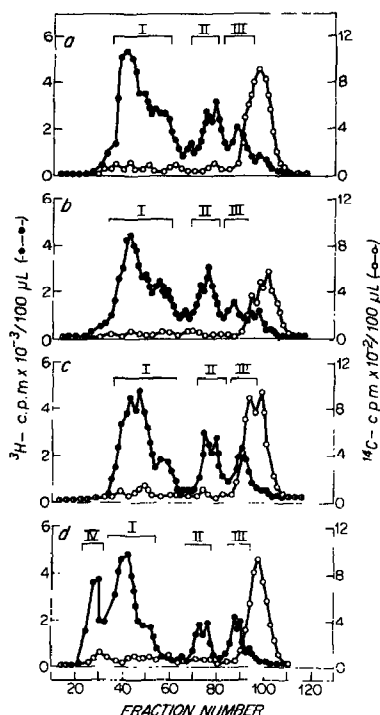 a I II III
6 4 2 0
12 8 4 0
b I II III
6 4 2 0
12 8 4 0
c I II III
6 4 2 0
12 8 4 0
d IV I II III
6 4 2 0
12 8 4 0
20 40 60 80 100 120
FRACTION NUMBER
³H– c.p.m x 10⁻³/100 µL (-●-●-)
¹⁴C– c.p.m x 10⁻²/100 µL (-o-o-)